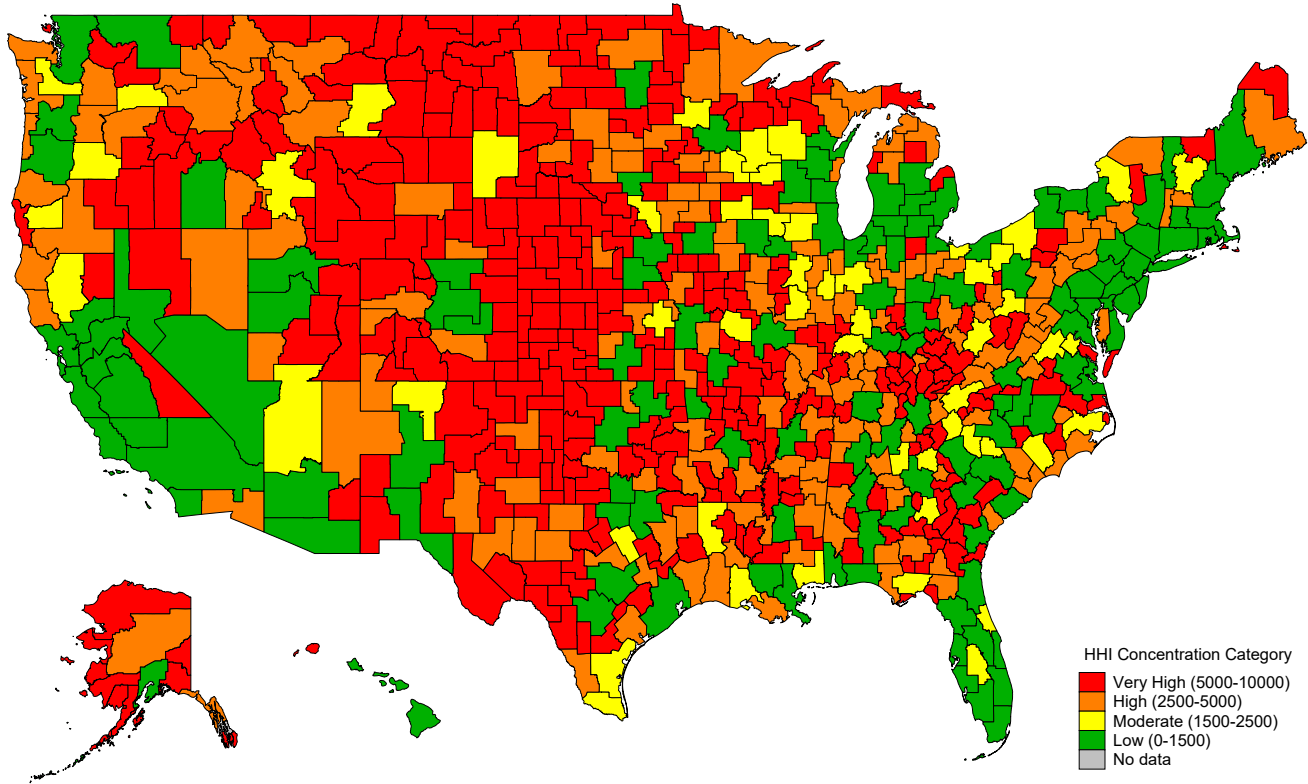 HHI Concentration Category
Very High (5000-10000)
High (2500-5000)
Moderate (1500-2500)
Low (0-1500)
No data